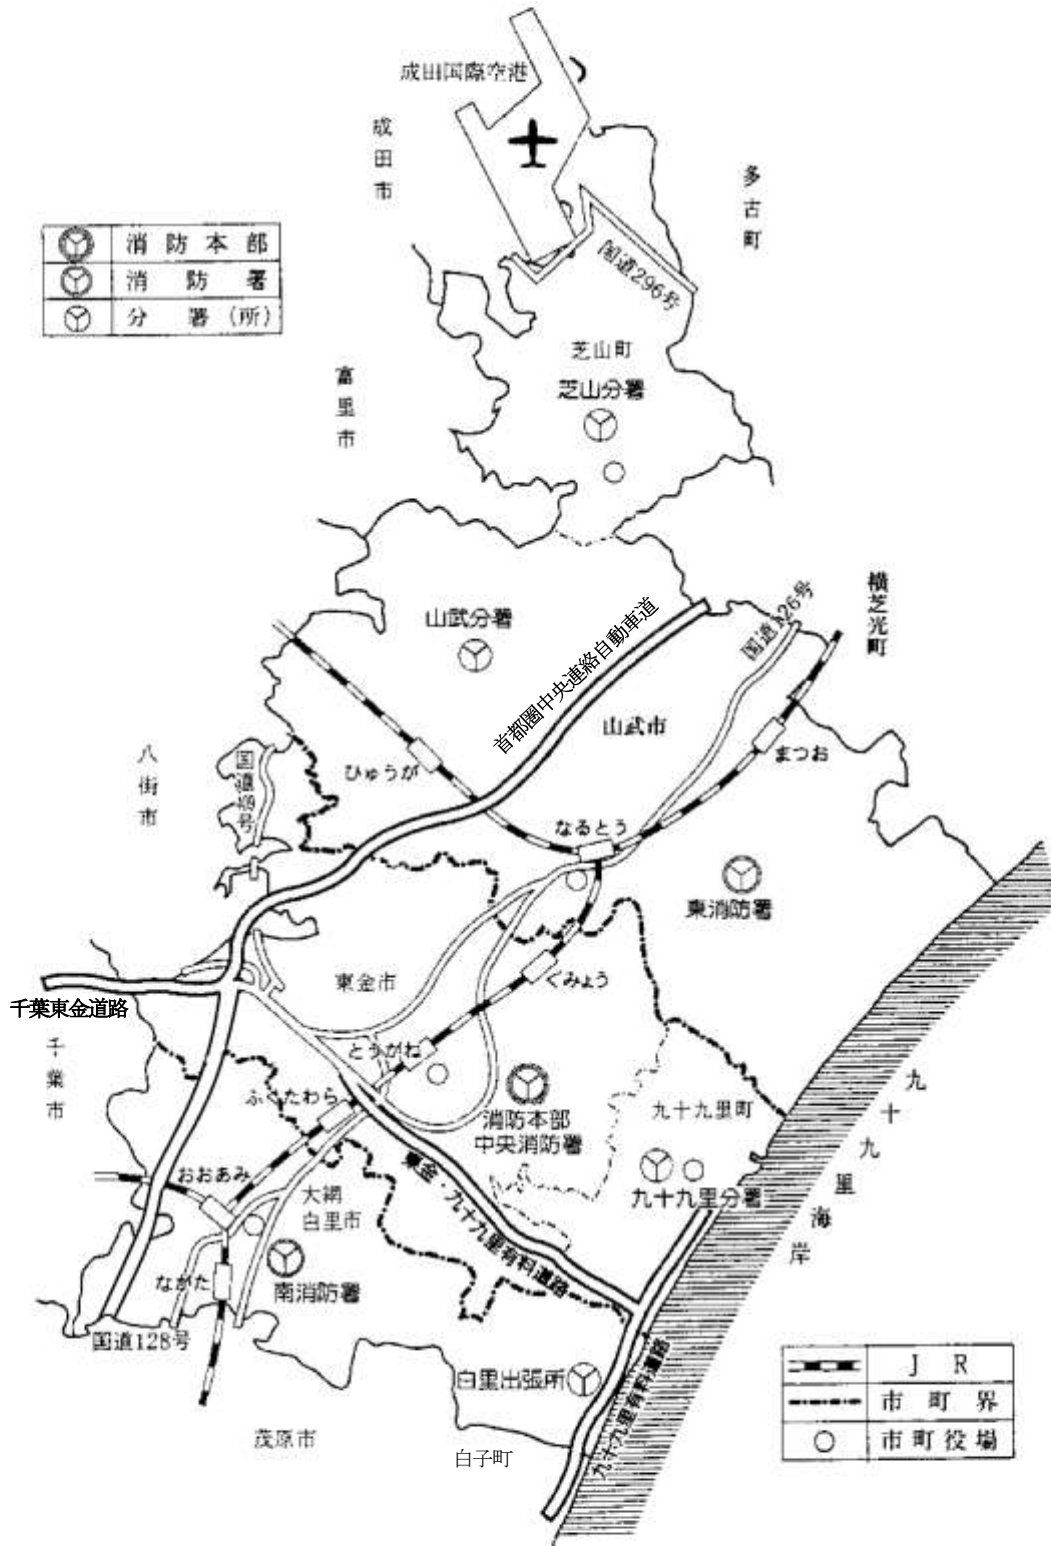 成田国際空港
成田市
多古町
消防本部
消防署
分署(所)
国道296号
芝山町
芝山分署
富里市
横芝光町
国道126号
山武分署
首都圏中央連絡自動車道
山武市
まつお
ひゅうが
八街市
なるとう
東消防署
東金市
ぐみょう
千葉東金道路
千葉市
とうがね
ふくたわら
消防本部
中央消防署
九十九里町
九十九里分署
九十九里海岸
おおあみ
大網
白里市
東金・九十九里有料道路
ながた
南消防署
国道128号
白里出張所
九十九里有料道路
茂原市
白子町
JR
市町界
市町役場